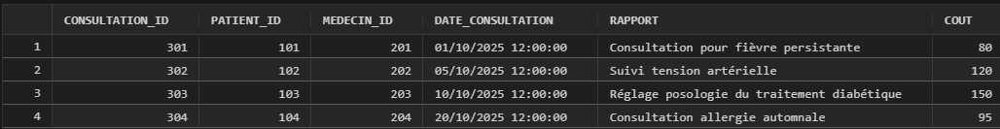 CONSULTATION_ID PATIENT_ID MEDECIN_ID DATE_CONSULTATION RAPPORT COUT
1 301 101 201 01/10/2025 12:00:00 Consultation pour fièvre persistante 80
2 302 102 202 05/10/2025 12:00:00 Suivi tension artérielle 120
3 303 103 203 10/10/2025 12:00:00 Réglage posologie du traitement diabétique 150
4 304 104 204 20/10/2025 12:00:00 Consultation allergie automnale 95